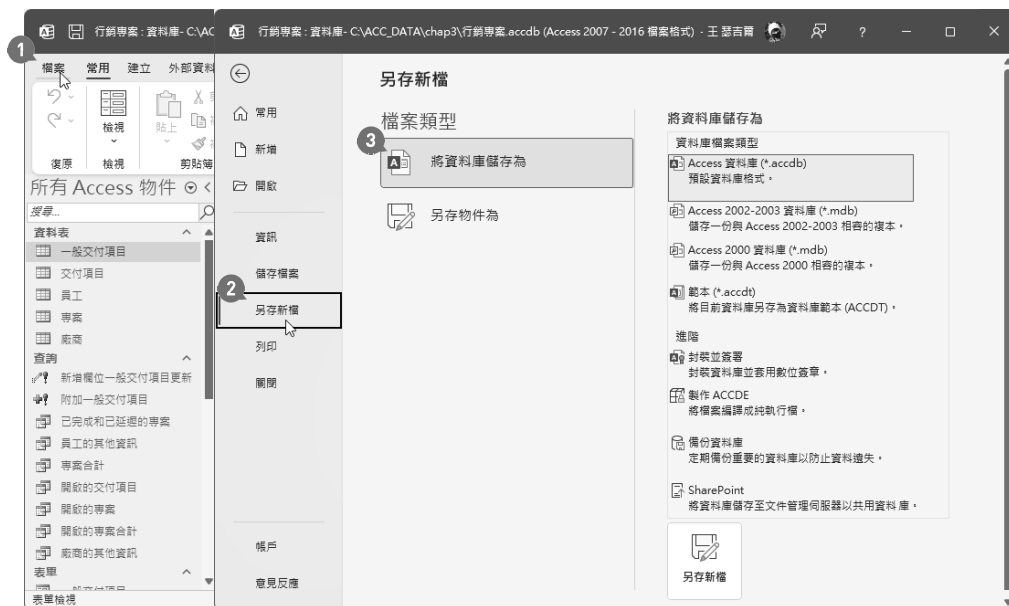 行銷專案 : 資料庫- C:\AC
1
檔案 常用 建立 外部資料
復原
檢視
檢視
貼上
剪貼簿
所有 Access 物件
搜尋...
資料表
一般交付項目
交付項目
員工
專案
廠商
查詢
新增欄位一般交付項目更新
附加一般交付項目
已完成和已延遲的專案
員工的其他資訊
專案合計
開啟的交付項目
開啟的專案
開啟的專案合計
廠商的其他資訊
表單
一般交付項目
表單檢視
行銷專案 : 資料庫- C:\ACC_DATA\chap3\行銷專案.accdb (Access 2007 - 2016 檔案格式) - 王 瑟吉爾
常用
新增
開啟
資訊
儲存檔案
2
另存新檔
列印
關閉
帳戶
意見反應
另存新檔
檔案類型
3
將資料庫儲存為
另存物件為
將資料庫儲存為
資料庫檔案類型
Access 資料庫 (*.accdb)
預設資料庫格式。
Access 2002-2003 資料庫 (*.mdb)
儲存一份與 Access 2002-2003 相容的複本。
Access 2000 資料庫 (*.mdb)
儲存一份與 Access 2000 相容的複本。
範本 (*.accdt)
將目前資料庫另存為資料庫範本 (ACCDT)。
進階
封裝並簽署
封裝資料庫並套用數位簽章。
製作 ACCDE
將檔案編譯成純執行檔。
備份資料庫
定期備份重要的資料庫以防止資料遺失。
SharePoint
將資料庫儲存至文件管理伺服器以共用資料庫。
另存新檔